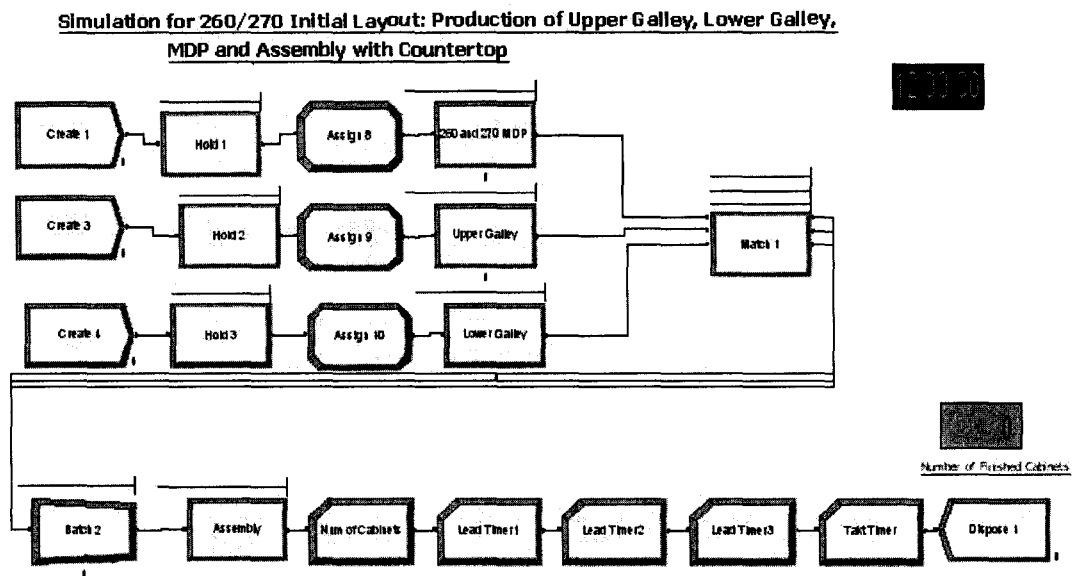 Simulation for 260/270 Initial Layout: Production of Upper Galley, Lower Galley,
MDP and Assembly with Countertop
12:00:00
Create 1
Hold 1
Assign 8
260 and 270 MDP
Create 3
Hold 2
Assign 9
Upper Galley
Match 1
Create 4
Hold 3
Assign 10
Lower Galley
Number of Finished Cabinets
Batch 2
Assembly
Num of Cabinets
Lead Timer1
Lead Timer2
Lead Timer3
Takt Timer
Dispose 1